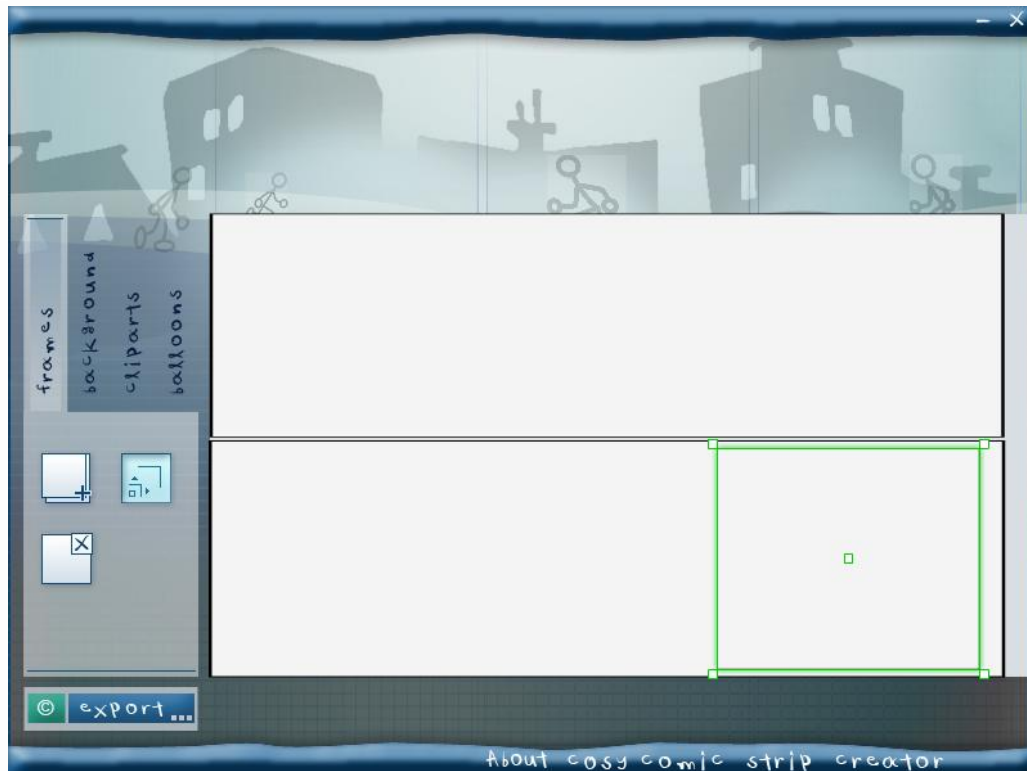 frames
background
cliparts
balloons
© export...
About cosy comic strip creator